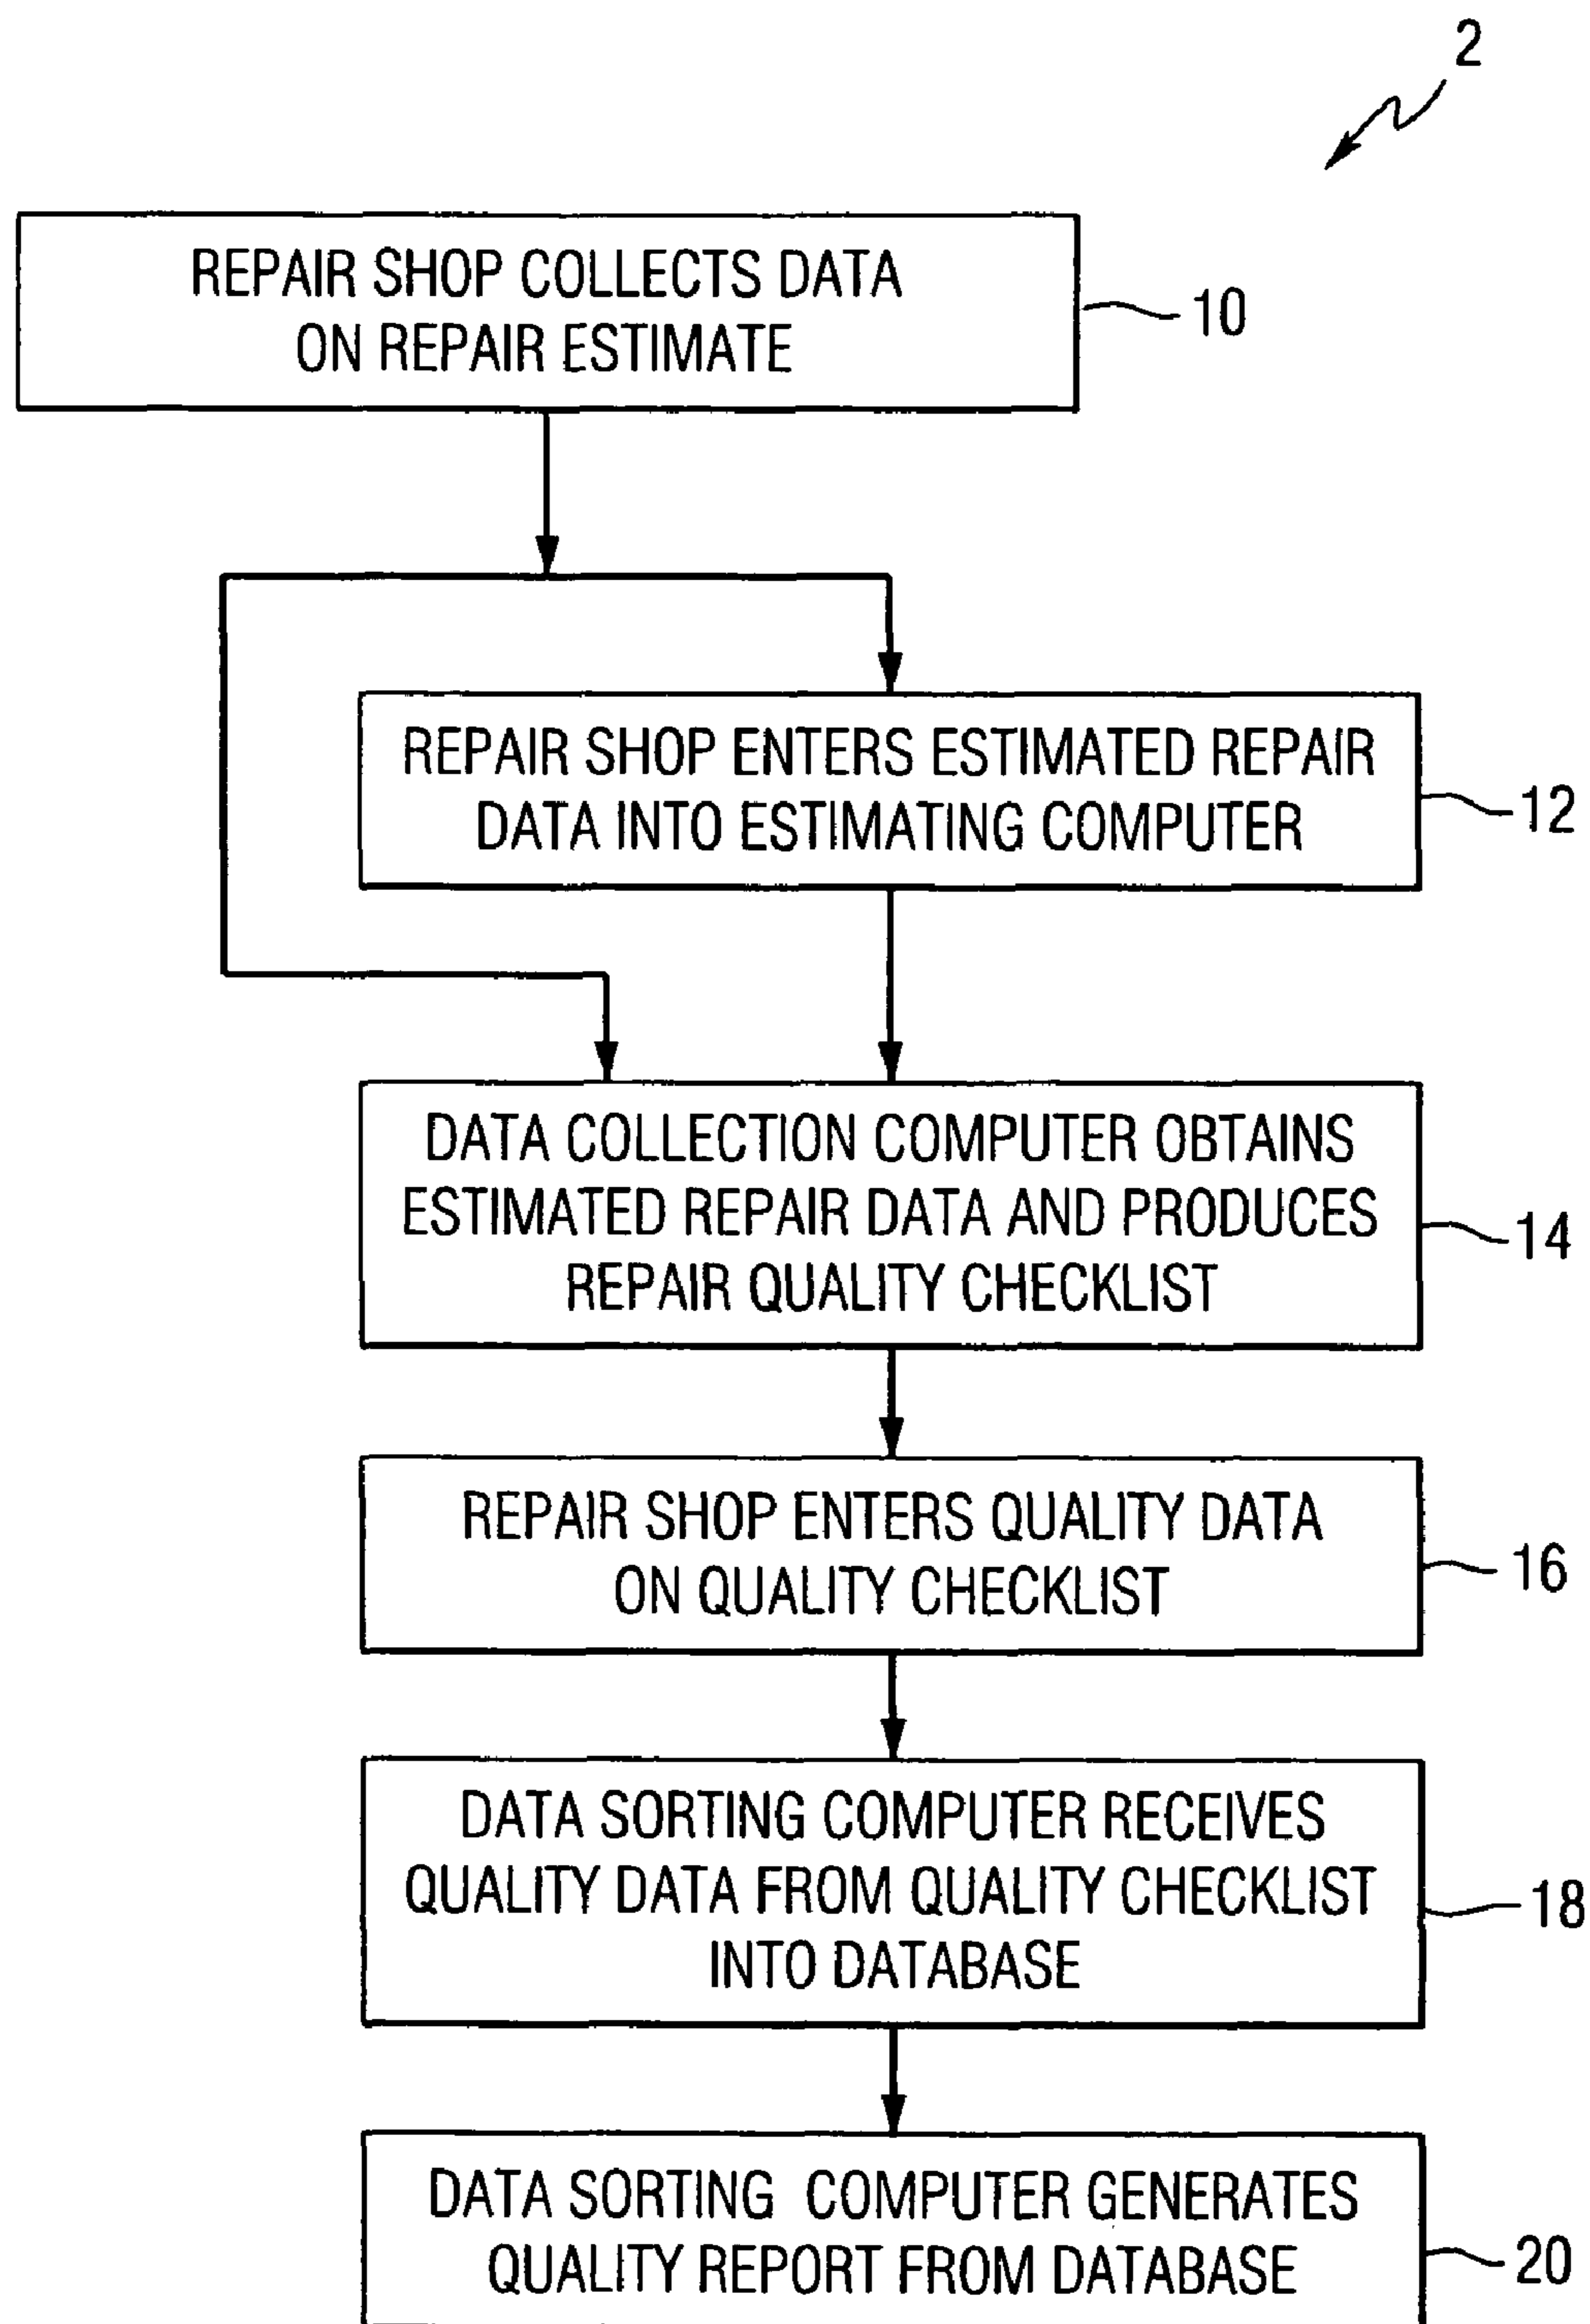 2
REPAIR SHOP COLLECTS DATA
ON REPAIR ESTIMATE
10
REPAIR SHOP ENTERS ESTIMATED REPAIR
DATA INTO ESTIMATING COMPUTER
12
DATA COLLECTION COMPUTER OBTAINS
ESTIMATED REPAIR DATA AND PRODUCES
REPAIR QUALITY CHECKLIST
14
REPAIR SHOP ENTERS QUALITY DATA
ON QUALITY CHECKLIST
16
DATA SORTING COMPUTER RECEIVES
QUALITY DATA FROM QUALITY CHECKLIST
INTO DATABASE
18
DATA SORTING COMPUTER GENERATES
QUALITY REPORT FROM DATABASE
20